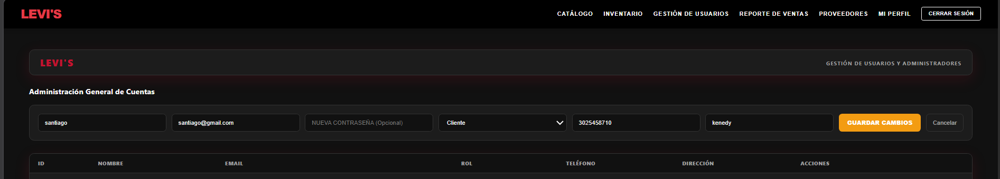 LEVI'S CATÁLOGO INVENTARIO GESTIÓN DE USUARIOS REPORTE DE VENTAS PROVEEDORES MI PERFIL CERRAR SESIÓN
LEVI'S GESTIÓN DE USUARIOS Y ADMINISTRADORES
Administración General de Cuentas
santiago santiago@gmail.com NUEVA CONTRASEÑA (Opcional) Cliente 3025458710 kenedy GUARDAR CAMBIOS Cancelar
ID NOMBRE EMAIL ROL TELÉFONO DIRECCIÓN ACCIONES